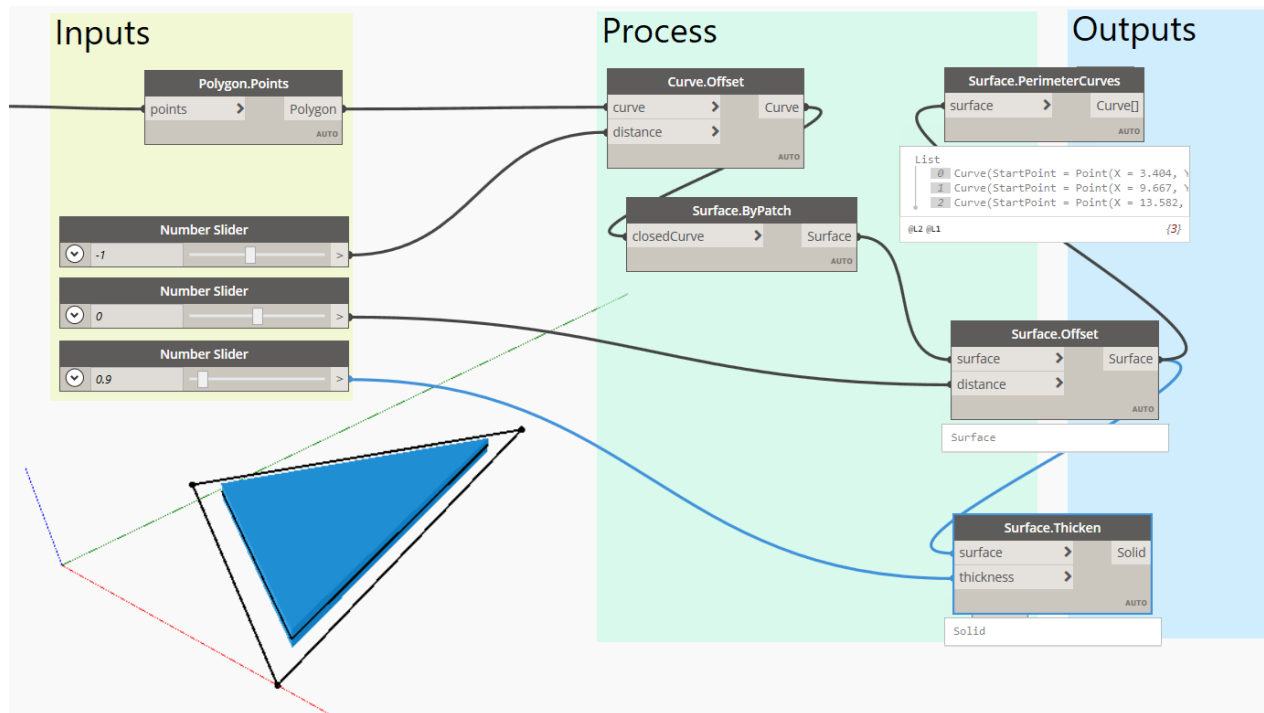 Inputs
Process
Outputs
Polygon.Points
points > Polygon
AUTO
Number Slider
-1 >
Number Slider
0 >
Number Slider
0.9 >
Curve.Offset
curve > Curve
distance >
AUTO
Surface.ByPatch
closedCurve > Surface
AUTO
Surface.PerimeterCurves
surface > Curve[]
AUTO
List
0 Curve(StartPoint = Point(X = 3.404,
1 Curve(StartPoint = Point(X = 9.667,
2 Curve(StartPoint = Point(X = 13.582,
@L2 @L1 {3}
Surface.Offset
surface > Surface
distance >
AUTO
Surface
Surface.Thicken
surface > Solid
thickness >
AUTO
Solid